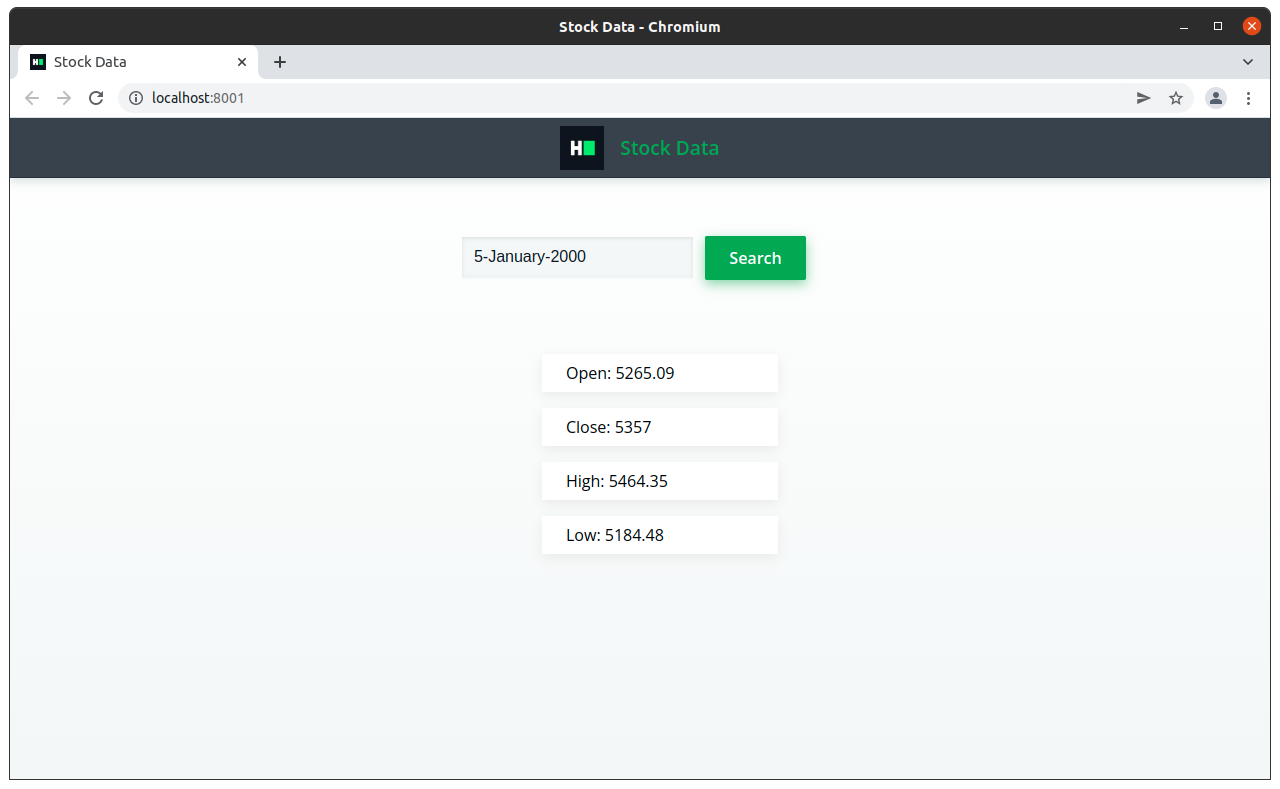 Stock Data - Chromium
Stock Data
localhost:8001
H Stock Data
5-January-2000 Search
Open: 5265.09
Close: 5357
High: 5464.35
Low: 5184.48